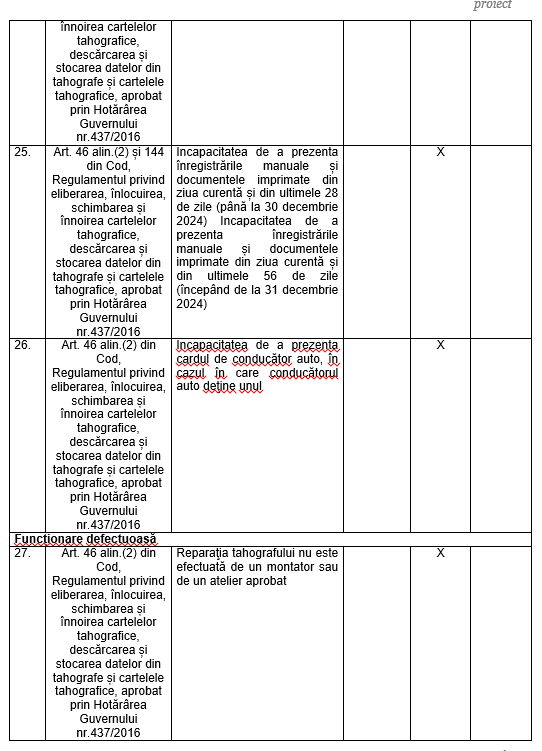 proiect
înnoirea cartelelor
tahografice,
descărcarea și
stocarea datelor din
tahografe și cartelele
tahografice, aprobat
prin Hotărârea
Guvernului
nr.437/2016
25.
Art. 46 alin.(2) și 144
din Cod,
Regulamentul privind
eliberarea, înlocuirea,
schimbarea și
înnoirea cartelelor
tahografice,
descărcarea și
stocarea datelor din
tahografe și cartelele
tahografice, aprobat
prin Hotărârea
Guvernului
nr.437/2016
Incapacitatea de a prezenta
înregistrările manuale și
documentele imprimate din
ziua curentă și din ultimele 28
de zile (până la 30 decembrie
2024) Incapacitatea de a
prezenta înregistrările
manuale și documentele
imprimate din ziua curentă și
din ultimele 56 de zile
(începând de la 31 decembrie
2024)
X
26.
Art. 46 alin.(2) din
Cod,
Regulamentul privind
eliberarea, înlocuirea,
schimbarea și
înnoirea cartelelor
tahografice,
descărcarea și
stocarea datelor din
tahografe și cartelele
tahografice, aprobat
prin Hotărârea
Guvernului
nr.437/2016
Incapacitatea de a prezenta
cardul de conducător auto, în
cazul în care conducătorul
auto deține unul
X
Funcționare defectuoasă
27.
Art. 46 alin.(2) din
Cod,
Regulamentul privind
eliberarea, înlocuirea,
schimbarea și
înnoirea cartelelor
tahografice,
descărcarea și
stocarea datelor din
tahografe și cartelele
tahografice, aprobat
prin Hotărârea
Guvernului
nr.437/2016
Reparația tahografului nu este
efectuată de un montator sau
de un atelier aprobat
X